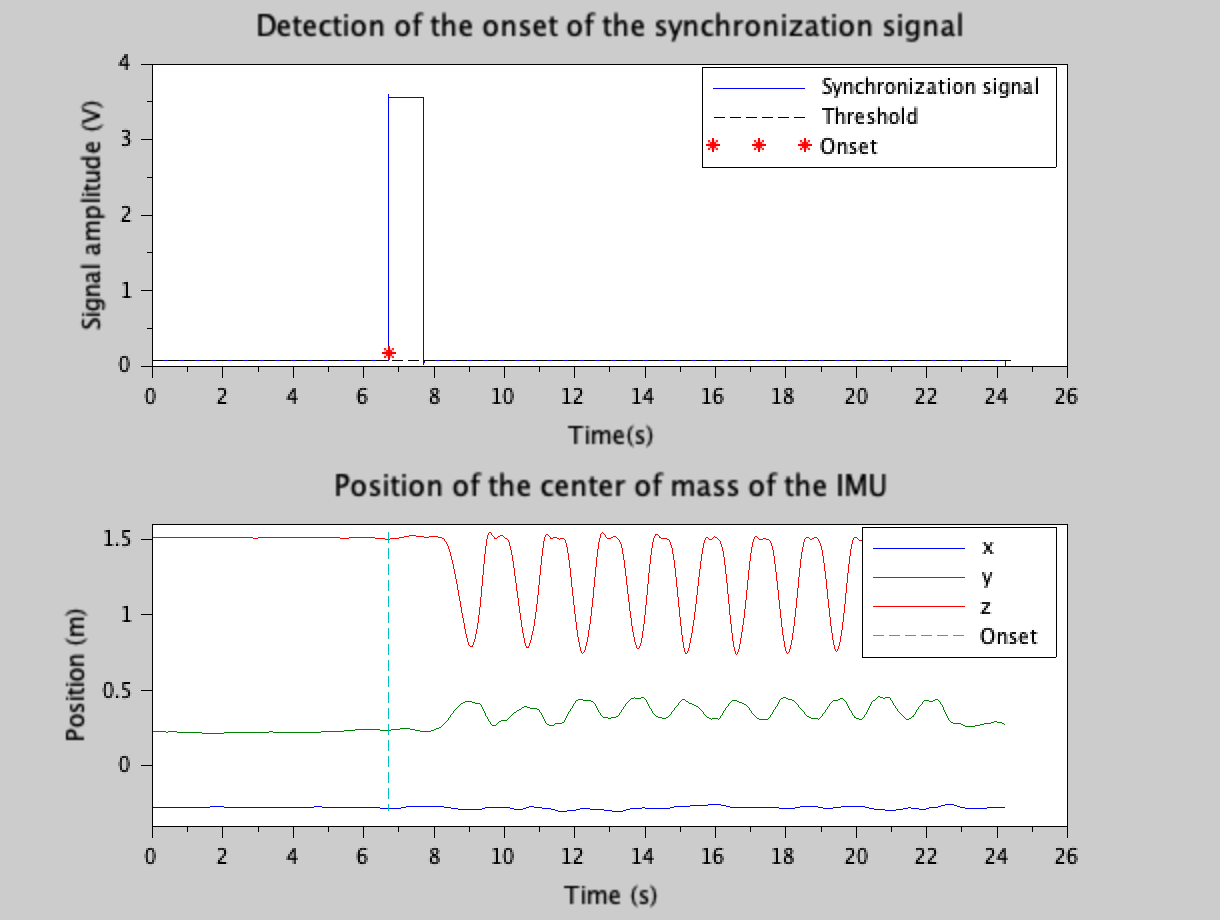 Detection of the onset of the synchronization signal
4
3
2
1
0
Signal amplitude (V)
Synchronization signal
Threshold
Onset
0 2 4 6 8 10 12 14 16 18 20 22 24 26
Time(s)
Position of the center of mass of the IMU
1.5
1
0.5
0
Position (m)
x
y
z
Onset
0 2 4 6 8 10 12 14 16 18 20 22 24 26
Time (s)